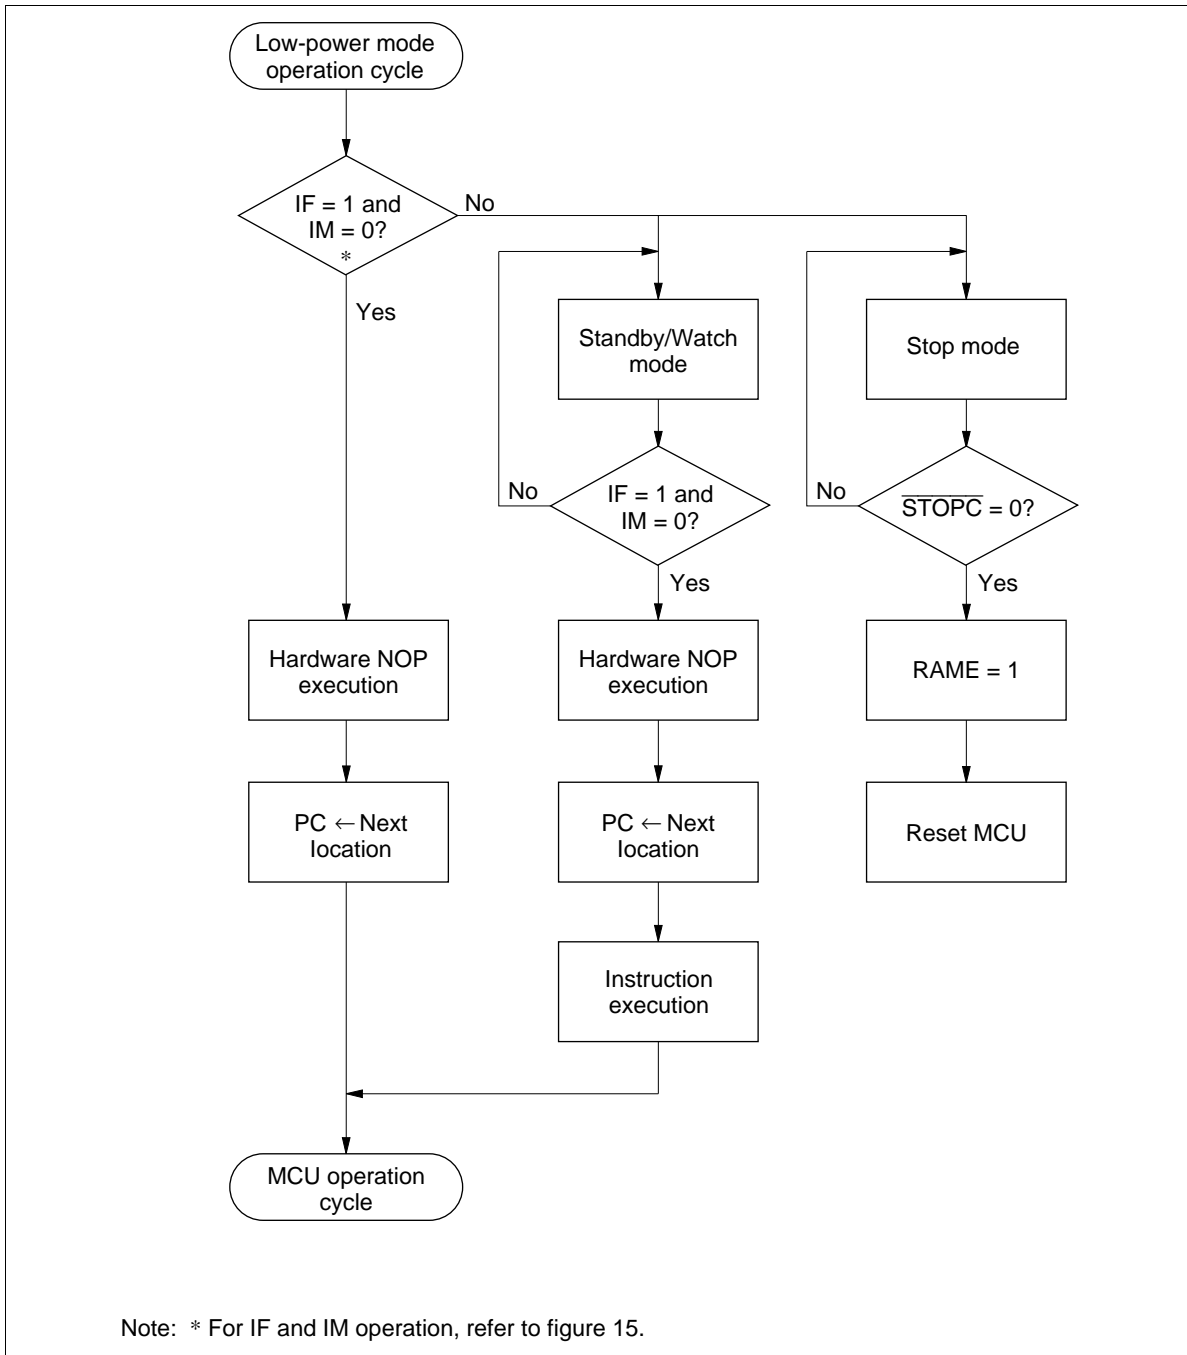 Low-power mode
operation cycle
IF = 1 and
IM = 0?
*
No
Yes
Standby/Watch
mode
Stop mode
No
IF = 1 and
IM = 0?
No
S̅T̅O̅P̅C̅ = 0?
Yes
Yes
Hardware NOP
execution
Hardware NOP
execution
RAME = 1
PC ← Next
location
PC ← Next
location
Reset MCU
Instruction
execution
MCU operation
cycle
Note: * For IF and IM operation, refer to figure 15.